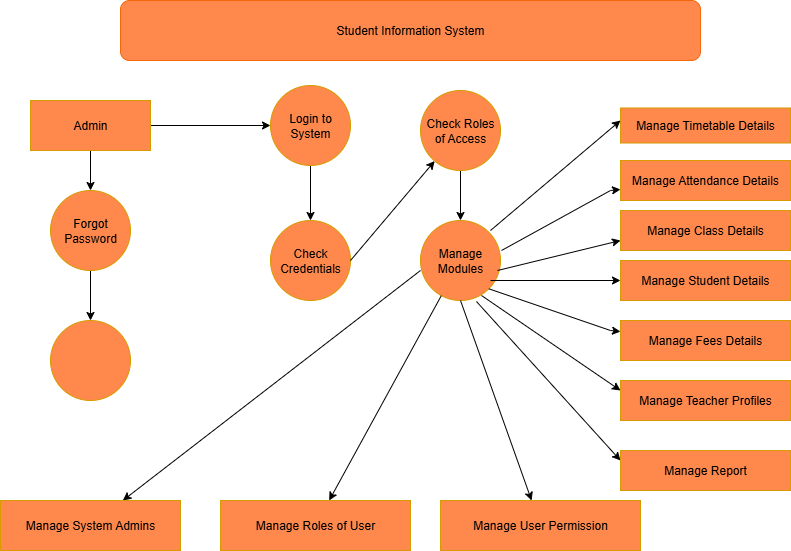 Student Information System
Admin
Login to
System
Check Roles
of Access
Manage Timetable Details
Manage Attendance Details
Forgot
Password
Check
Credentials
Manage
Modules
Manage Class Details
Manage Student Details
Manage Fees Details
Manage Teacher Profiles
Manage Report
Manage System Admins
Manage Roles of User
Manage User Permission